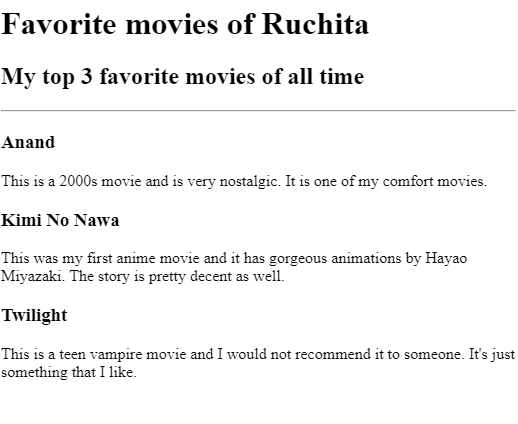 Favorite movies of Ruchita
My top 3 favorite movies of all time
Anand
This is a 2000s movie and is very nostalgic. It is one of my comfort movies.
Kimi No Nawa
This was my first anime movie and it has gorgeous animations by Hayao
Miyazaki. The story is pretty decent as well.
Twilight
This is a teen vampire movie and I would not recommend it to someone. It's just
something that I like.